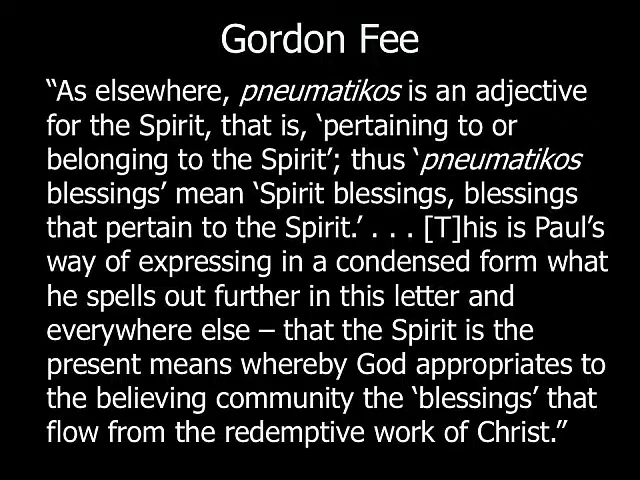 Gordon Fee
“As elsewhere, pneumatikos is an adjective
for the Spirit, that is, ‘pertaining to or
belonging to the Spirit’; thus ‘pneumatikos
blessings’ mean ‘Spirit blessings, blessings
that pertain to the Spirit.’ . . . [T]his is Paul’s
way of expressing in a condensed form what
he spells out further in this letter and
everywhere else – that the Spirit is the
present means whereby God appropriates to
the believing community the ‘blessings’ that
flow from the redemptive work of Christ.”